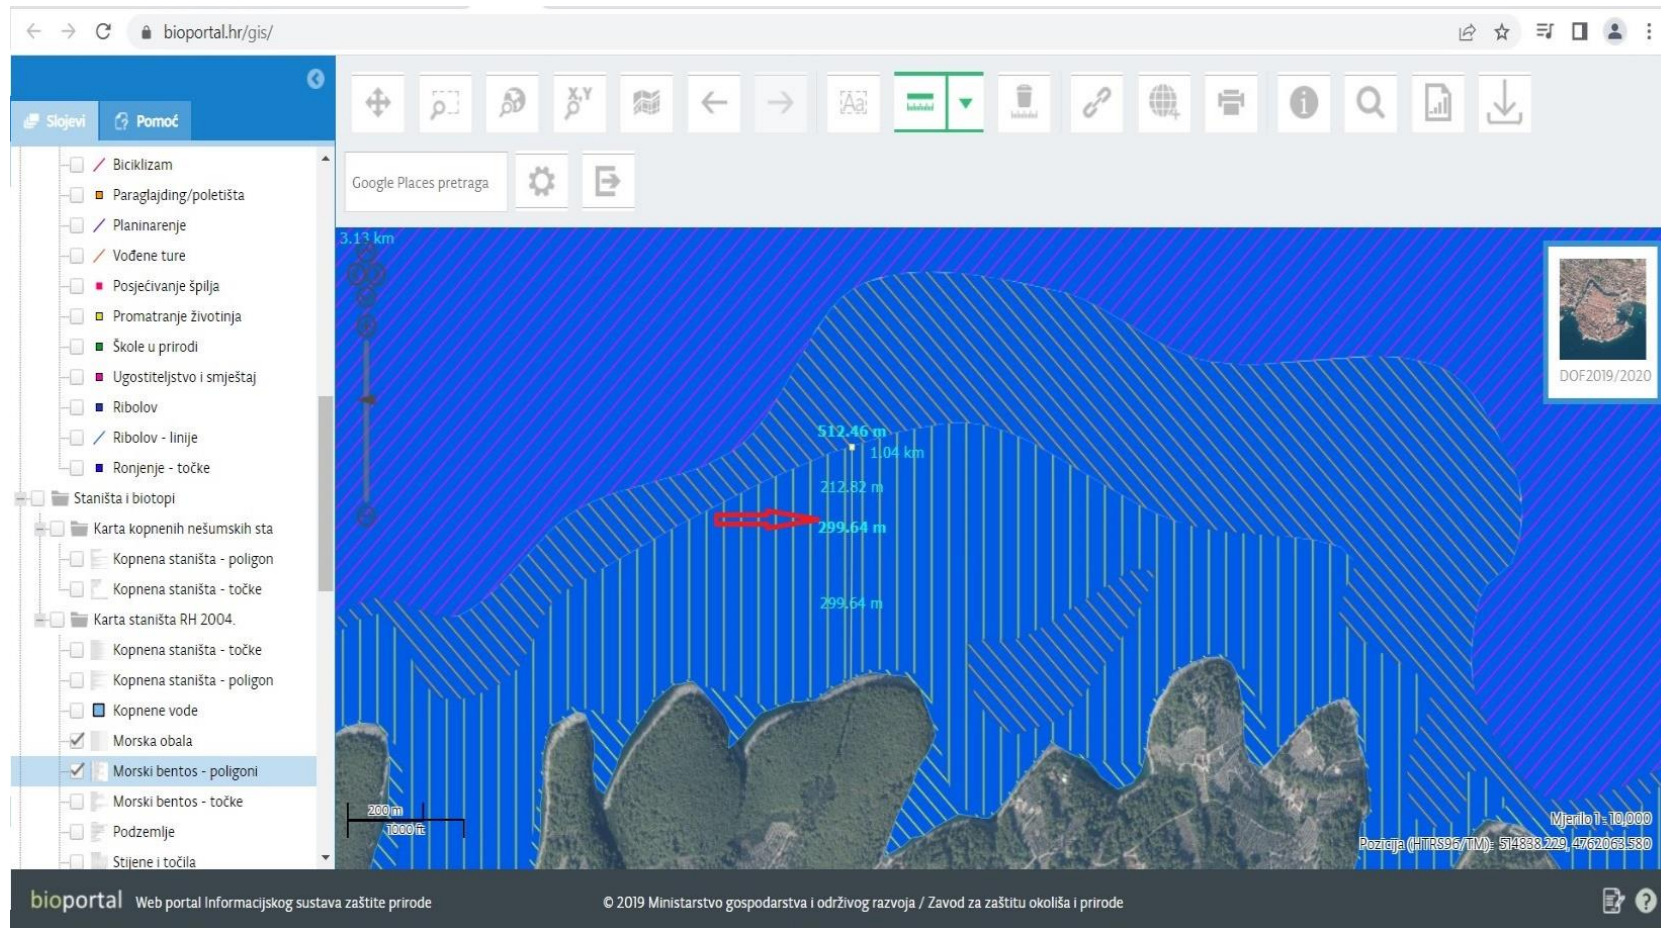 bioportal.hr/gis/
Slojevi
Pomoć
X,Y
Aa
Biciklizam
Paraglajding/poletišta
Planinarenje
Vođene ture
Posjećivanje špilja
Promatranje životinja
Škole u prirodi
Ugostiteljstvo i smještaj
Ribolov
Ribolov - linije
Ronjenje - točke
Staništa i biotopi
Karta kopnenih nešumskih sta
Kopnena staništa - poligon
Kopnena staništa - točke
Karta staništa RH 2004.
Kopnena staništa - točke
Kopnena staništa - poligon
Kopnene vode
Morska obala
Morski bentos - poligoni
Morski bentos - točke
Podzemlje
Stijene i točila
Google Places pretraga
3.13 km
DOF2019/2020
512.46 m
1.04 km
212.82 m
299.64 m
299.64 m
200 m
1000 ft
Mjerilo 1 = 10,000
Pozicija (HTRS96/TM): 514838.229, 4762063.580
bioportal Web portal Informacijskog sustava zaštite prirode
© 2019 Ministarstvo gospodarstva i održivog razvoja / Zavod za zaštitu okoliša i prirode